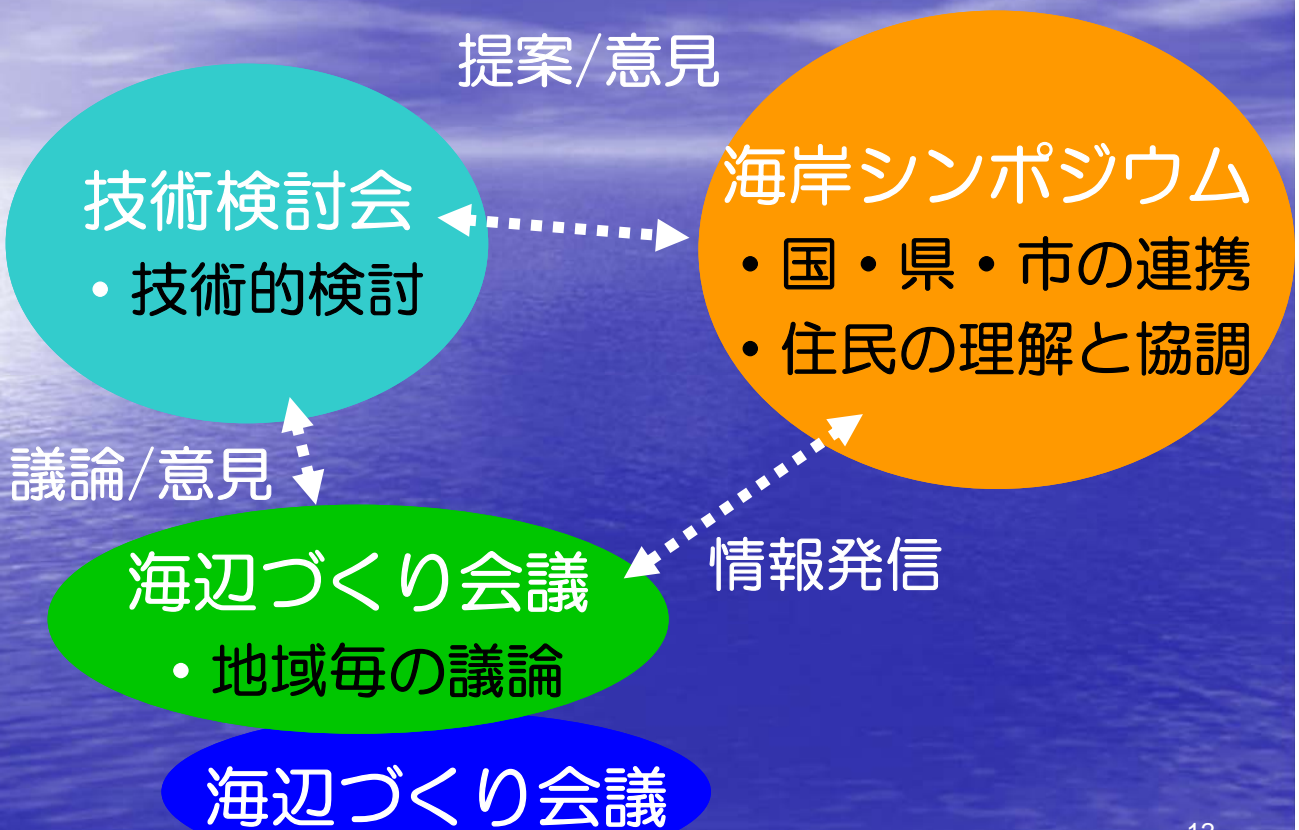 提案/意見
技術検討会
・技術的検討
海岸シンポジウム
・国・県・市の連携
・住民の理解と協調
議論/意見
海辺づくり会議
・地域毎の議論
情報発信
海辺づくり会議